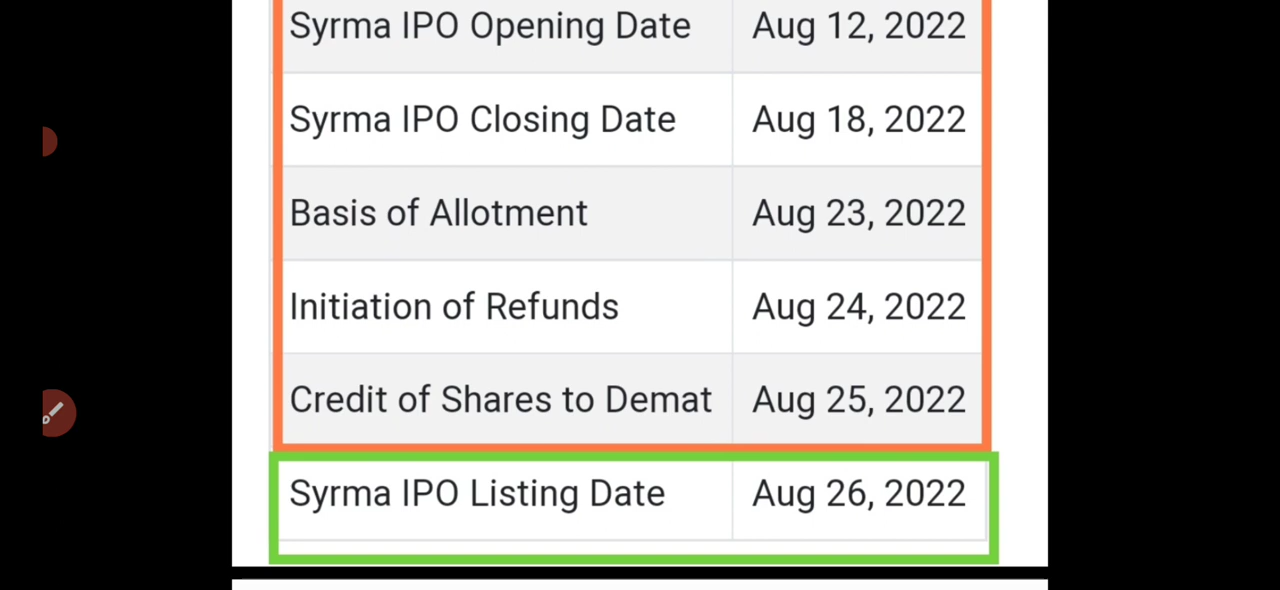 Syrma IPO Opening Date Aug 12, 2022
Syrma IPO Closing Date Aug 18, 2022
Basis of Allotment Aug 23, 2022
Initiation of Refunds Aug 24, 2022
Credit of Shares to Demat Aug 25, 2022
Syrma IPO Listing Date Aug 26, 2022